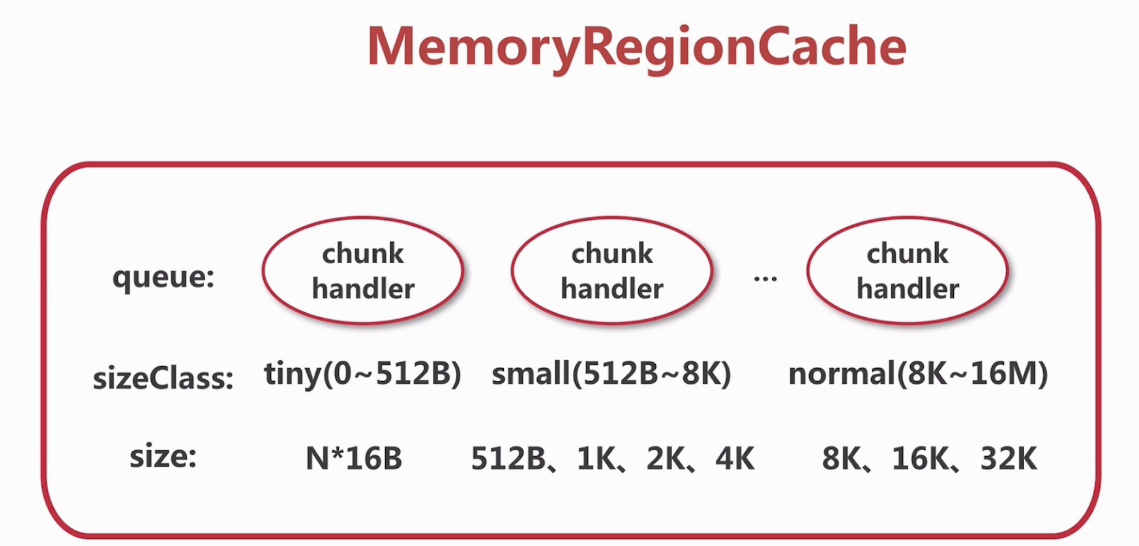 MemoryRegionCache
queue: chunk handler chunk handler ... chunk handler
sizeClass: tiny(0~512B) small(512B~8K) normal(8K~16M)
size: N*16B 512B、1K、2K、4K 8K、16K、32K